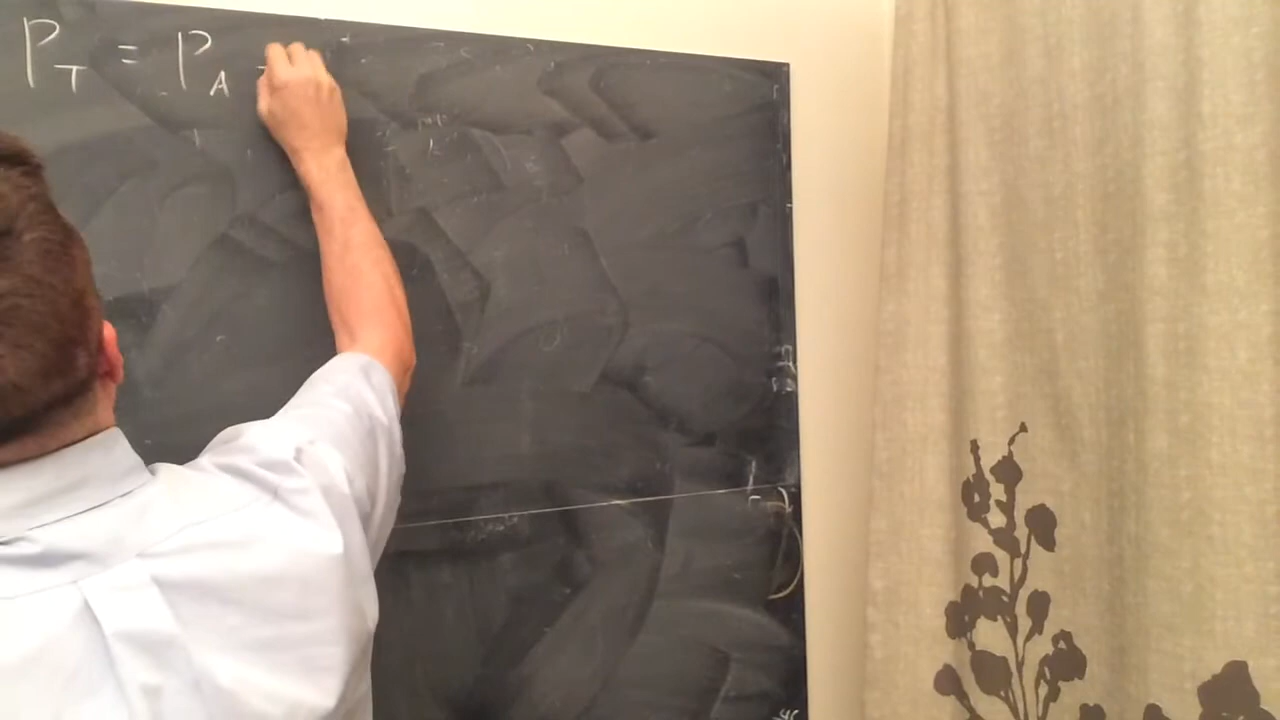 P_T = P_A -